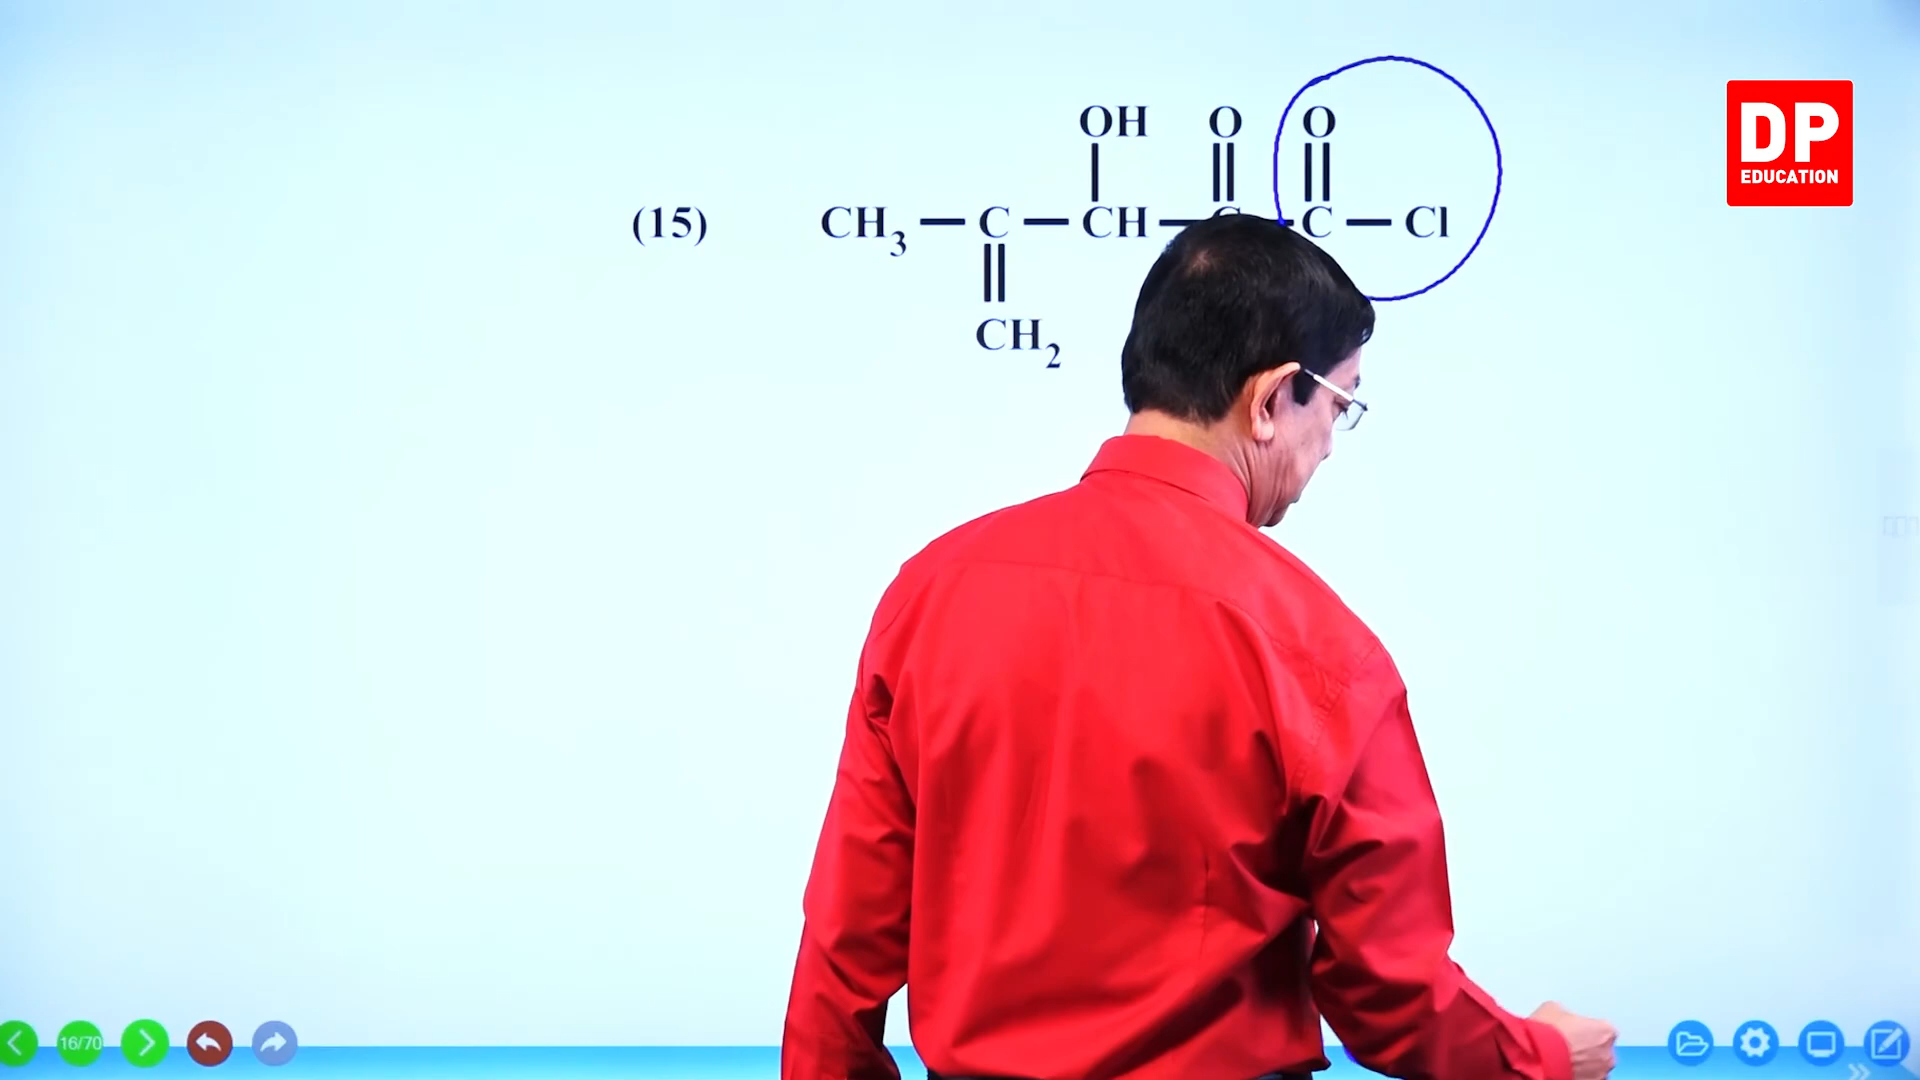 OH O O
(15) CH₃ — C — CH — C — C — Cl
CH₂
DP
EDUCATION
16/70